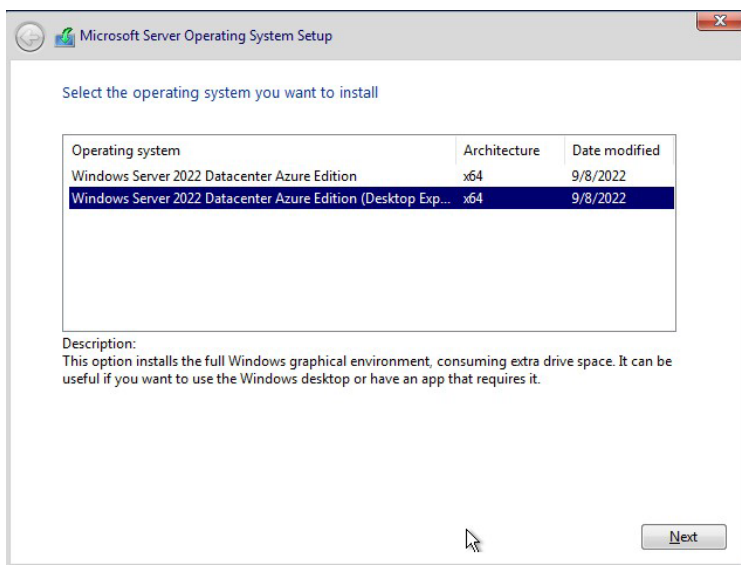 Microsoft Server Operating System Setup
Select the operating system you want to install
Operating system Architecture Date modified
Windows Server 2022 Datacenter Azure Edition x64 9/8/2022
Windows Server 2022 Datacenter Azure Edition (Desktop Exp... x64 9/8/2022
Description:
This option installs the full Windows graphical environment, consuming extra drive space. It can be
useful if you want to use the Windows desktop or have an app that requires it.
Next